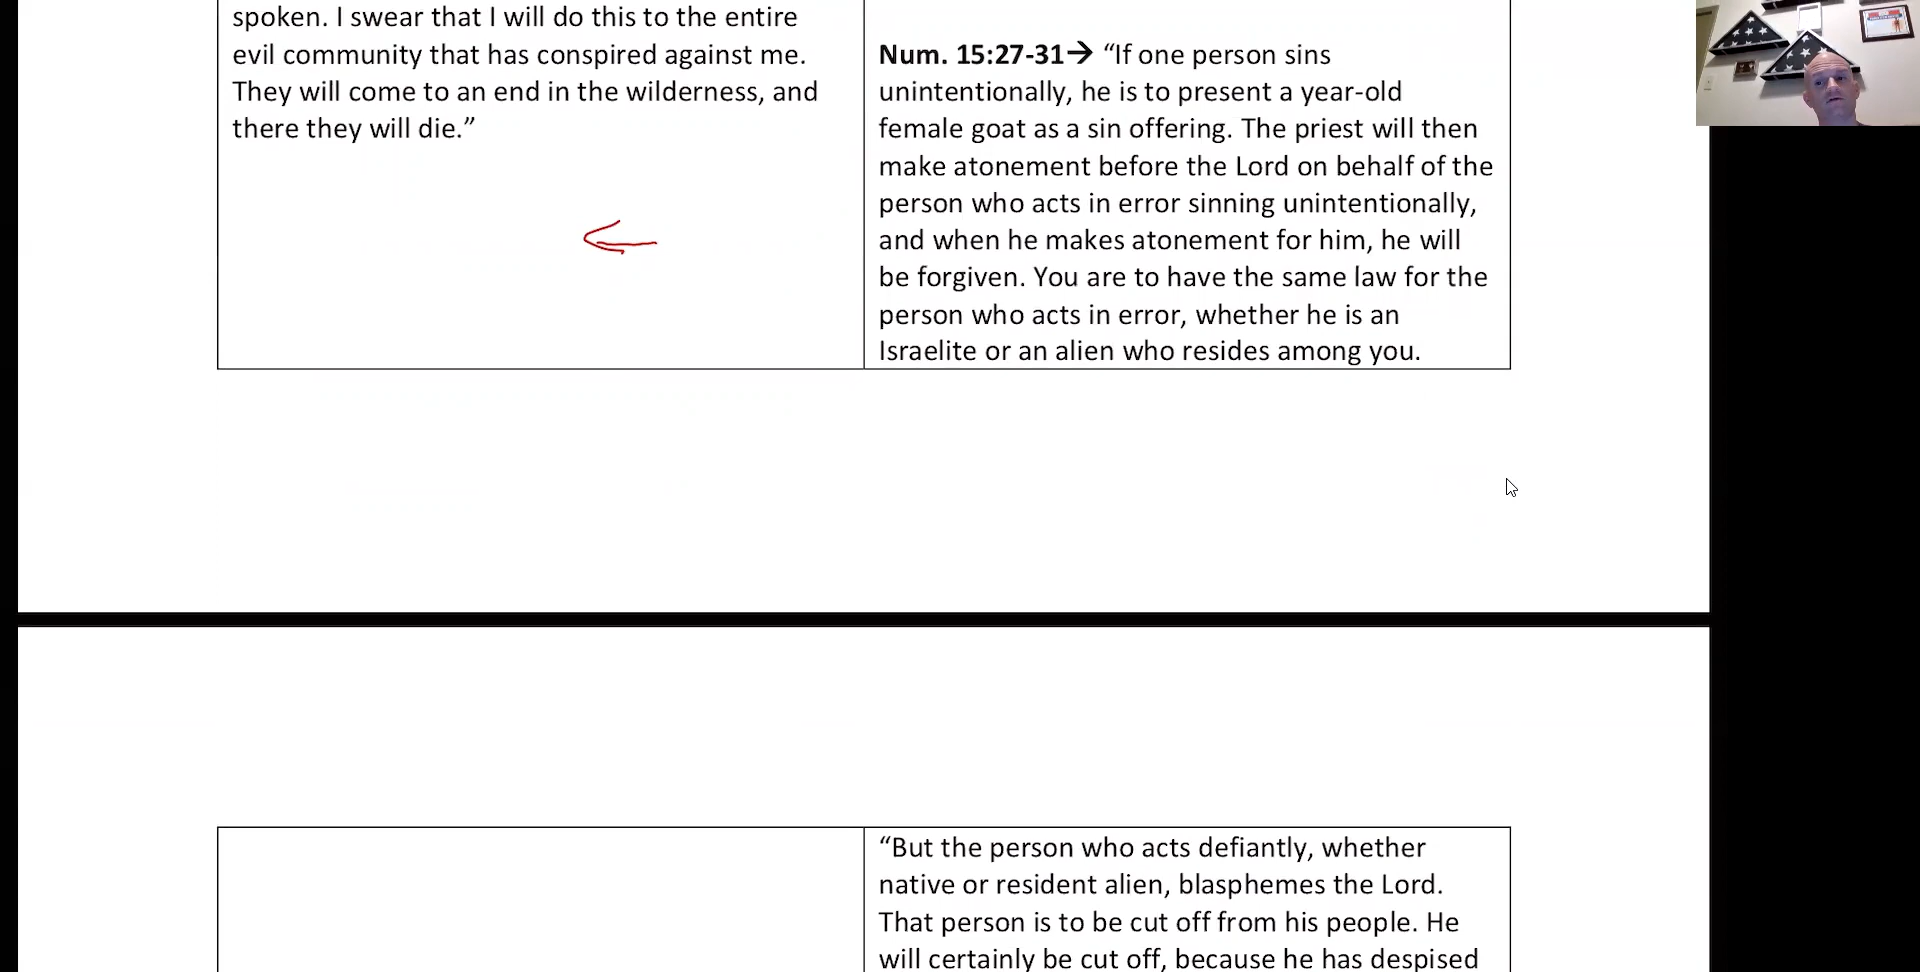 spoken. I swear that I will do this to the entire
evil community that has conspired against me.
They will come to an end in the wilderness, and
there they will die.”
Num. 15:27-31→ “If one person sins
unintentionally, he is to present a year-old
female goat as a sin offering. The priest will then
make atonement before the Lord on behalf of the
person who acts in error sinning unintentionally,
and when he makes atonement for him, he will
be forgiven. You are to have the same law for the
person who acts in error, whether he is an
Israelite or an alien who resides among you.
“But the person who acts defiantly, whether
native or resident alien, blasphemes the Lord.
That person is to be cut off from his people. He
will certainly be cut off, because he has despised